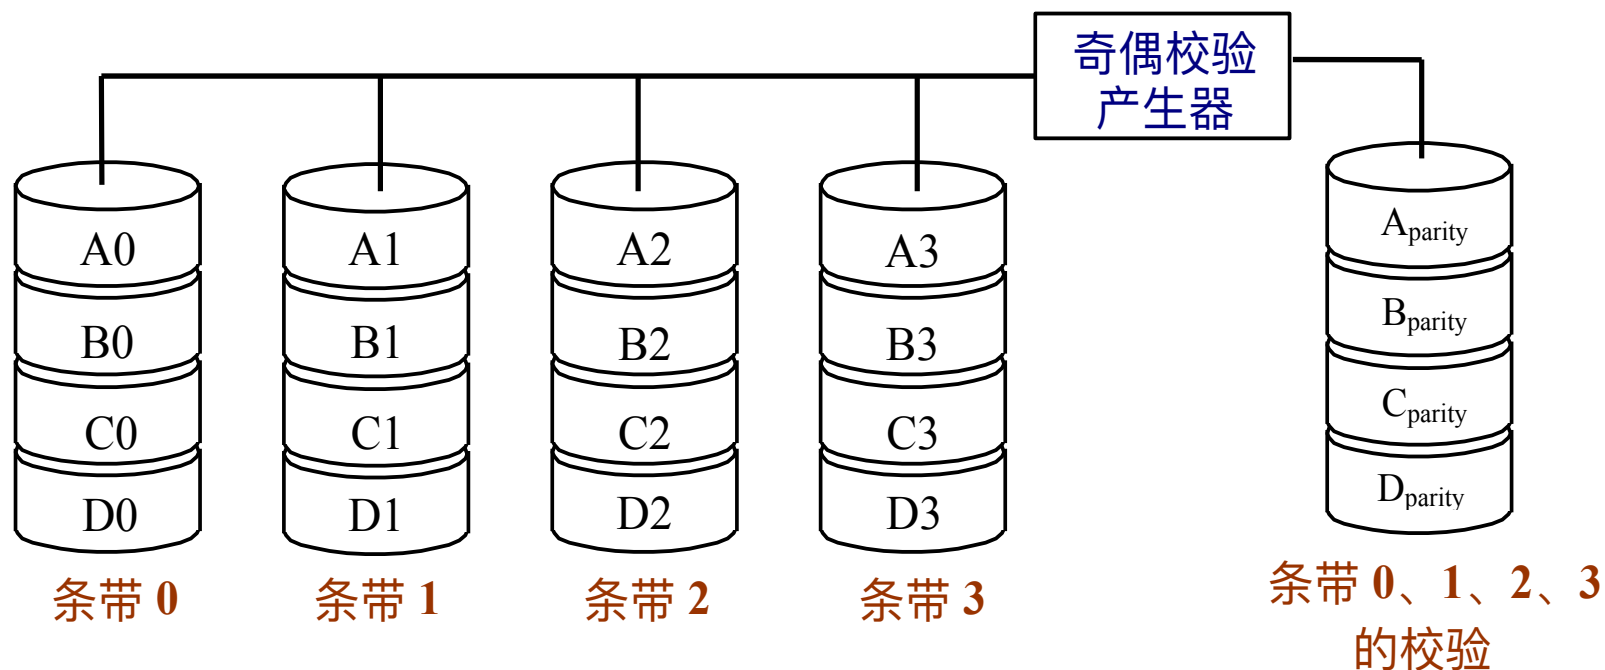 奇偶校验
产生器
A0 A1 A2 A3 Aparity
B0 B1 B2 B3 Bparity
C0 C1 C2 C3 Cparity
D0 D1 D2 D3 Dparity
条带 0 条带 1 条带 2 条带 3 条带 0、1、2、3
的校验